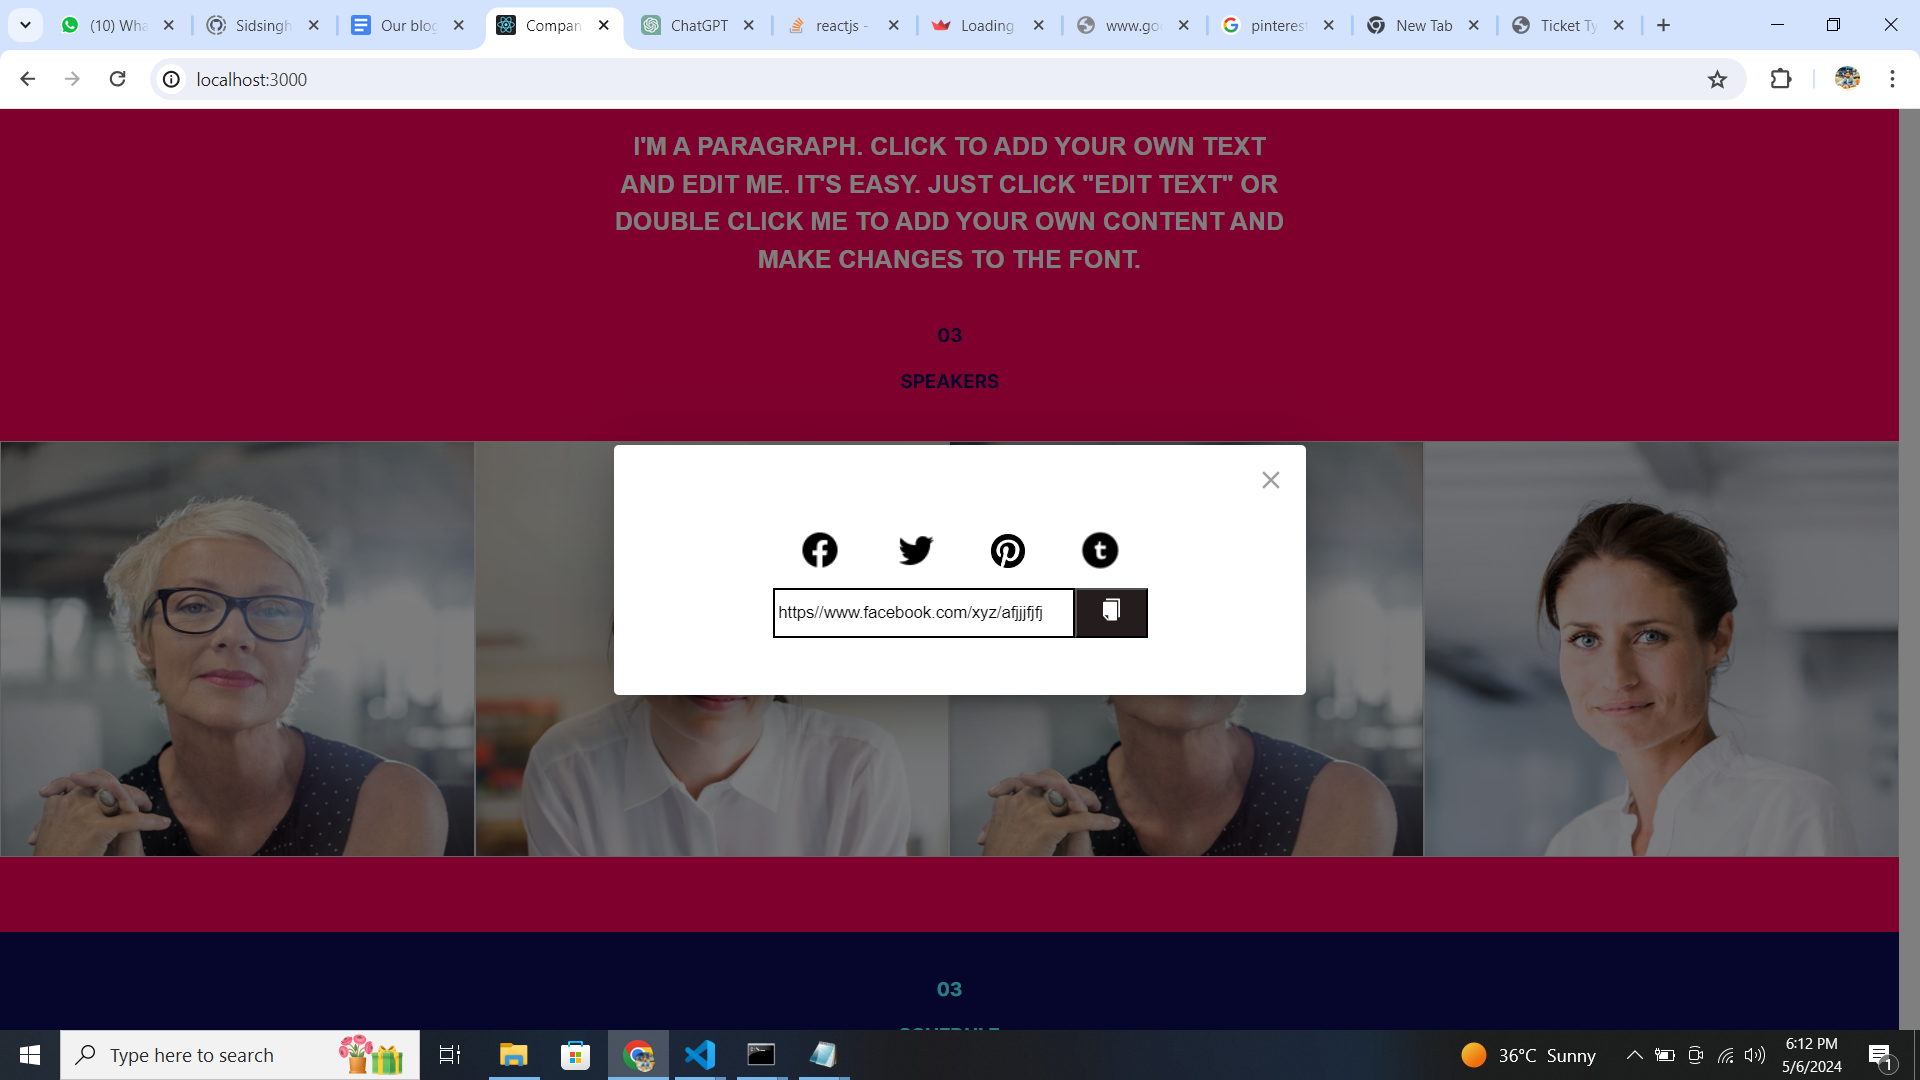 (10) Wha
Sidsingh
Our blog
Compan
ChatGPT
reactjs -
Loading
www.go
pinteres
New Tab
Ticket Ty
localhost:3000
I'M A PARAGRAPH. CLICK TO ADD YOUR OWN TEXT
AND EDIT ME. IT'S EASY. JUST CLICK "EDIT TEXT" OR
DOUBLE CLICK ME TO ADD YOUR OWN CONTENT AND
MAKE CHANGES TO THE FONT.
03
SPEAKERS
https//www.facebook.com/xyz/afjjjfjfj
03
SCHEDULE
Type here to search
36°C Sunny
6:12 PM
5/6/2024
1